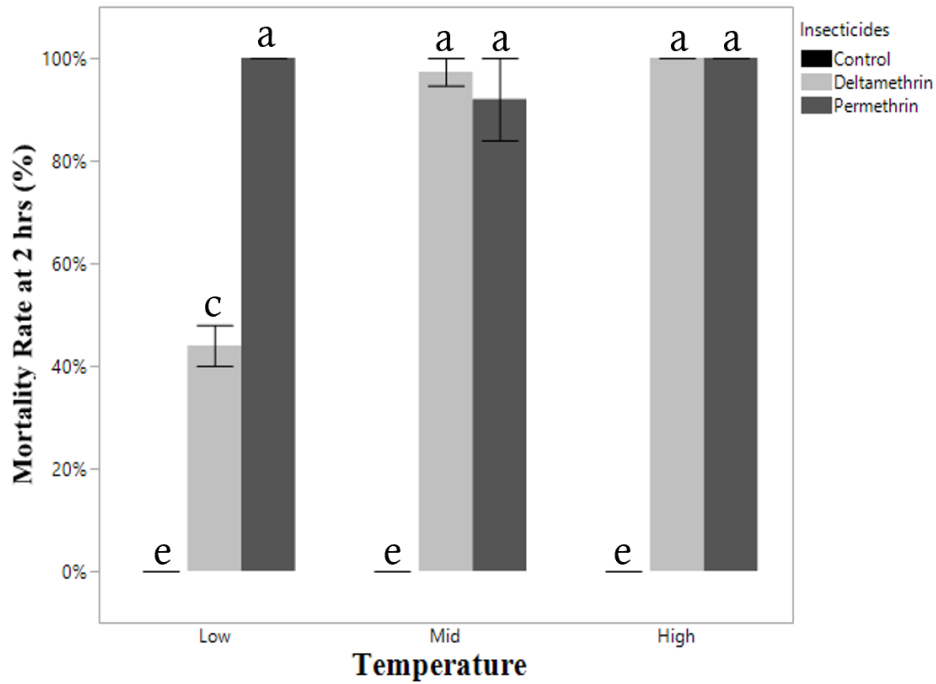 Insecticides
Control
Deltamethrin
Permethrin
Mortality Rate at 2 hrs (%)
100%
80%
60%
40%
20%
0%
e c a
e a a
e a a
Low Mid High
Temperature